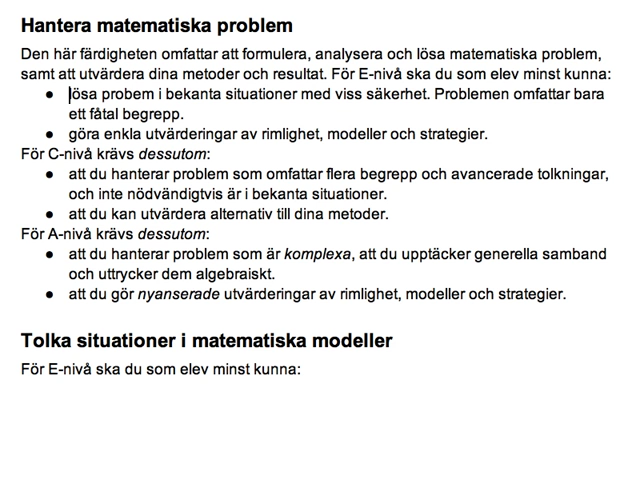 Hantera matematiska problem
Den här färdigheten omfattar att formulera, analysera och lösa matematiska problem,
samt att utvärdera dina metoder och resultat. För E-nivå ska du som elev minst kunna:
● lösa probem i bekanta situationer med viss säkerhet. Problemen omfattar bara
ett fåtal begrepp.
● göra enkla utvärderingar av rimlighet, modeller och strategier.
För C-nivå krävs dessutom:
● att du hanterar problem som omfattar flera begrepp och avancerade tolkningar,
och inte nödvändigtvis är i bekanta situationer.
● att du kan utvärdera alternativ till dina metoder.
För A-nivå krävs dessutom:
● att du hanterar problem som är komplexa, att du upptäcker generella samband
och uttrycker dem algebraiskt.
● att du gör nyanserade utvärderingar av rimlighet, modeller och strategier.
Tolka situationer i matematiska modeller
För E-nivå ska du som elev minst kunna: